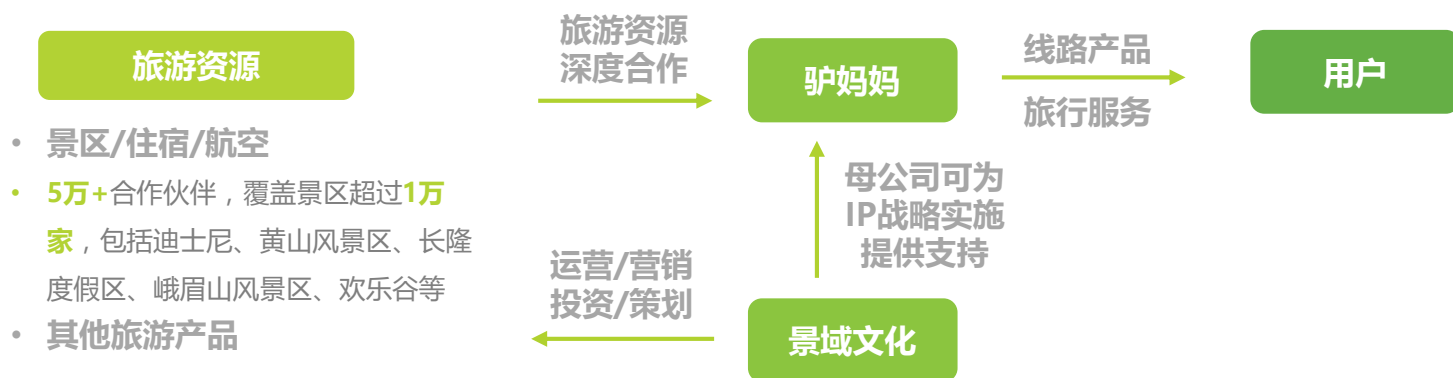 旅游资源
• 景区/住宿/航空
• 5万+合作伙伴，覆盖景区超过1万
家，包括迪士尼、黄山风景区、长隆
度假区、峨眉山风景区、欢乐谷等
• 其他旅游产品
旅游资源
深度合作
运营/营销
投资/策划
驴妈妈
母公司可为
IP战略实施
提供支持
景域文化
线路产品
旅行服务
用户